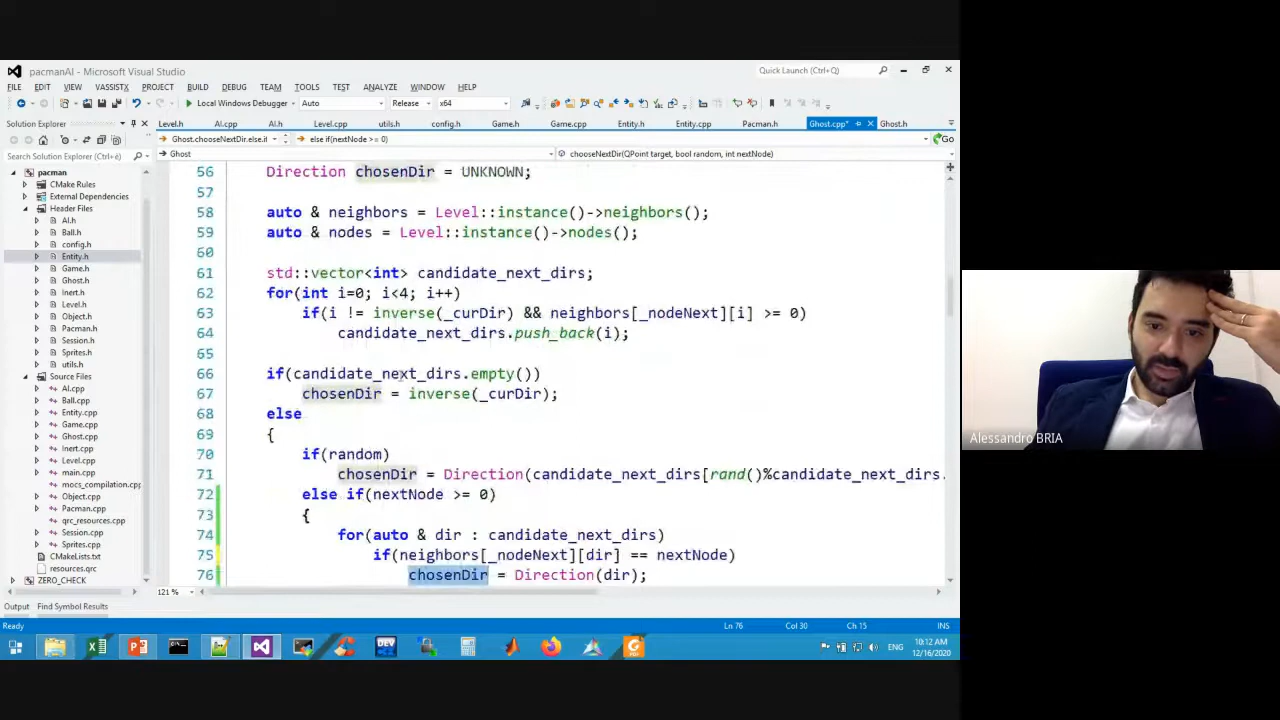 pacmanAI - Microsoft Visual Studio
Quick Launch (Ctrl+Q)
FILE EDIT VIEW VASSISTX PROJECT BUILD DEBUG TEAM TOOLS TEST ANALYZE WINDOW HELP
Local Windows Debugger Auto Release x64
Solution Explorer
Level.h AI.cpp AI.h Level.cpp utils.h config.h Game.h Game.cpp Entity.h Entity.cpp Pacman.h Ghost.cpp* Ghost.h
Ghost.chooseNextDir.else.if else if(nextNode >= 0) Go
Search Solution Explorer (Ctrl+è)
Ghost chooseNextDir(QPoint target, bool random, int nextNode)
pacman
CMake Rules
External Dependencies
Header Files
AI.h
Ball.h
config.h
Entity.h
Game.h
Ghost.h
Inert.h
Level.h
Object.h
Pacman.h
Session.h
Sprites.h
utils.h
Source Files
AI.cpp
Ball.cpp
Entity.cpp
Game.cpp
Ghost.cpp
Inert.cpp
Level.cpp
main.cpp
mocs_compilation.cpp
Object.cpp
Pacman.cpp
qrc_resources.cpp
Session.cpp
Sprites.cpp
CMakeLists.txt
resources.qrc
ZERO_CHECK
56 Direction chosenDir = UNKNOWN;
57
58 auto & neighbors = Level::instance()->neighbors();
59 auto & nodes = Level::instance()->nodes();
60
61 std::vector<int> candidate_next_dirs;
62 for(int i=0; i<4; i++)
63 if(i != inverse(_curDir) && neighbors[_nodeNext][i] >= 0)
64 candidate_next_dirs.push_back(i);
65
66 if(candidate_next_dirs.empty())
67 chosenDir = inverse(_curDir);
68 else
69 {
70 if(random)
71 chosenDir = Direction(candidate_next_dirs[rand()%candidate_next_dirs.
72 else if(nextNode >= 0)
73 {
74 for(auto & dir : candidate_next_dirs)
75 if(neighbors[_nodeNext][dir] == nextNode)
76 chosenDir = Direction(dir);
121 %
Output Find Symbol Results
Ready Ln 76 Col 30 Ch 15 INS
DEV
PDF
ENG
10:12 AM
12/16/2020
Alessandro BRIA